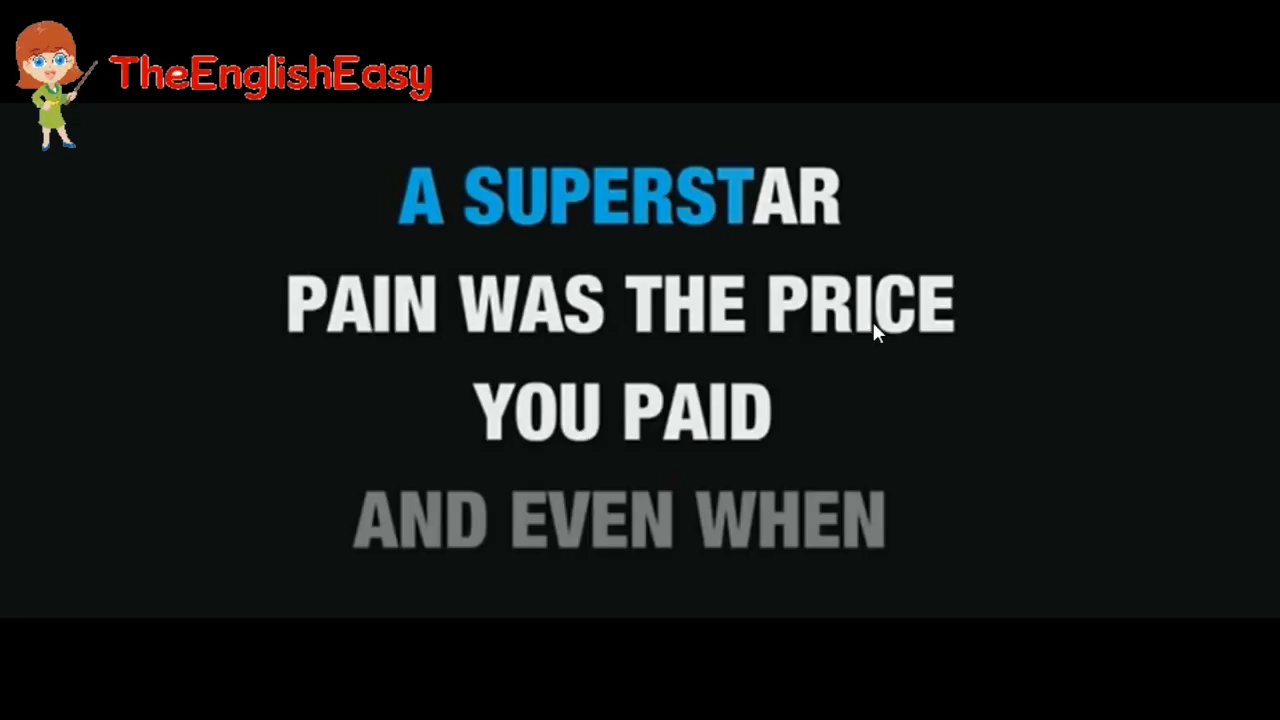 TheEnglishEasy
A SUPERSTAR
PAIN WAS THE PRICE
YOU PAID
AND EVEN WHEN